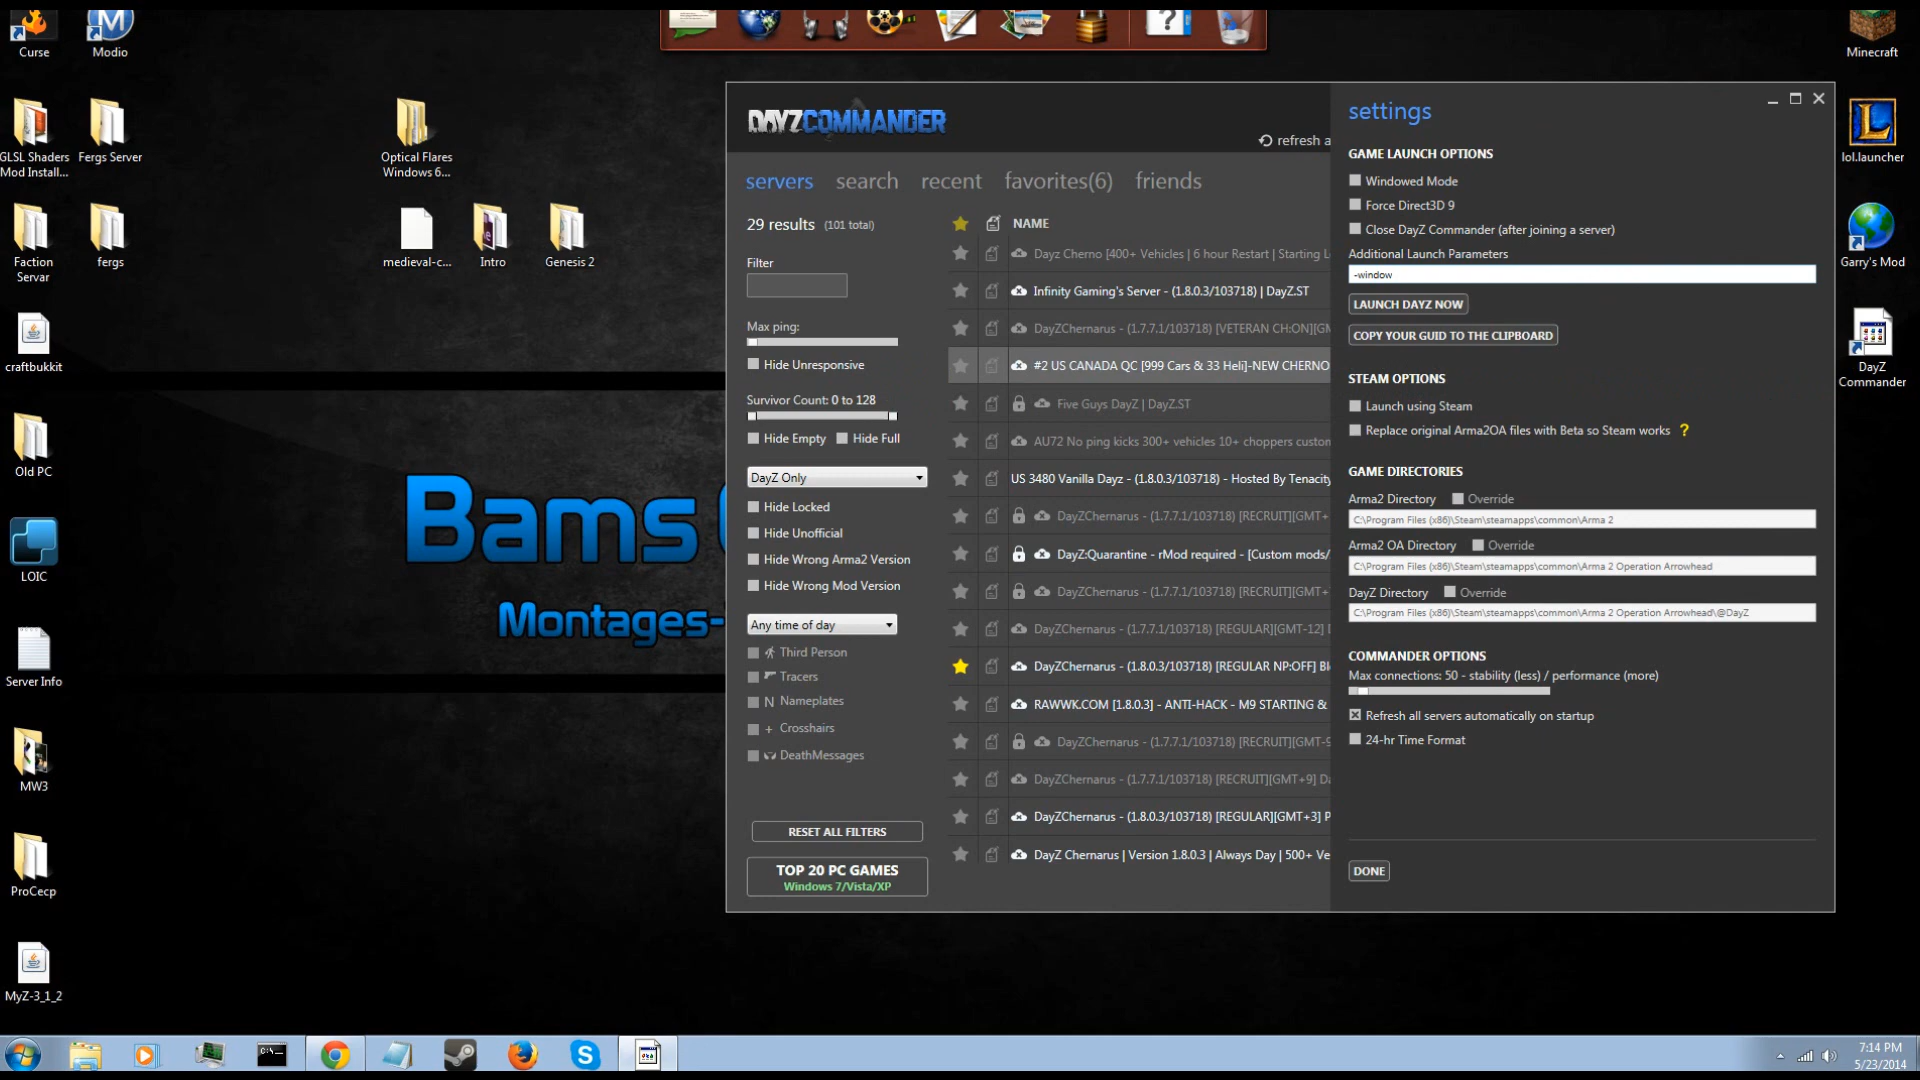 Curse
Modio
Minecraft
GLSL Shaders
Mod Install...
Fergs Server
Optical Flares
Windows 6...
lol.launcher
Faction
Servar
fergs
medieval-c...
Intro
Genesis 2
Garry's Mod
craftbukkit
DayZ
Commander
Old PC
LOIC
Server Info
MW3
ProCecp
MyZ-3_1_2
Bams
Montages-
DAYZCOMMANDER
refresh a
servers search recent favorites(6) friends
29 results (101 total)
Filter
Max ping:
Hide Unresponsive
Survivor Count: 0 to 128
Hide Empty Hide Full
DayZ Only
Hide Locked
Hide Unofficial
Hide Wrong Arma2 Version
Hide Wrong Mod Version
Any time of day
Third Person
Tracers
N Nameplates
+ Crosshairs
DeathMessages
RESET ALL FILTERS
TOP 20 PC GAMES
Windows 7/Vista/XP
NAME
Dayz Cherno [400+ Vehicles | 6 hour Restart | Starting L
Infinity Gaming's Server - (1.8.0.3/103718) | DayZ.ST
DayZChernarus - (1.7.7.1/103718) [VETERAN CH:ON][GM
#2 US CANADA QC [999 Cars & 33 Heli]-NEW CHERNO
Five Guys DayZ | DayZ.ST
AU72 No ping kicks 300+ vehicles 10+ choppers custom
US 3480 Vanilla Dayz - (1.8.0.3/103718) - Hosted By Tenacity
DayZChernarus - (1.7.7.1/103718) [RECRUIT][GMT+
DayZ:Quarantine - rMod required - [Custom mods/
DayZChernarus - (1.7.7.1/103718) [RECRUIT][GMT+
DayZChernarus - (1.7.7.1/103718) [REGULAR][GMT-12]
DayZChernarus - (1.8.0.3/103718) [REGULAR NP:OFF] Bl
RAWWK.COM [1.8.0.3] - ANTI-HACK - M9 STARTING &
DayZChernarus - (1.7.7.1/103718) [RECRUIT][GMT-9
DayZChernarus - (1.7.7.1/103718) [RECRUIT][GMT+9] Da
DayZChernarus - (1.8.0.3/103718) [REGULAR][GMT+3] P
DayZ Chernarus | Version 1.8.0.3 | Always Day | 500+ Ve
settings
GAME LAUNCH OPTIONS
Windowed Mode
Force Direct3D 9
Close DayZ Commander (after joining a server)
Additional Launch Parameters
-window
LAUNCH DAYZ NOW
COPY YOUR GUID TO THE CLIPBOARD
STEAM OPTIONS
Launch using Steam
Replace original Arma2OA files with Beta so Steam works ?
GAME DIRECTORIES
Arma2 Directory Override
C:\Program Files (x86)\Steam\steamapps\common\Arma 2
Arma2 OA Directory Override
C:\Program Files (x86)\Steam\steamapps\common\Arma 2 Operation Arrowhead
DayZ Directory Override
C:\Program Files (x86)\Steam\steamapps\common\Arma 2 Operation Arrowhead\@DayZ
COMMANDER OPTIONS
Max connections: 50 - stability (less) / performance (more)
Refresh all servers automatically on startup
24-hr Time Format
DONE
7:14 PM
5/23/2014